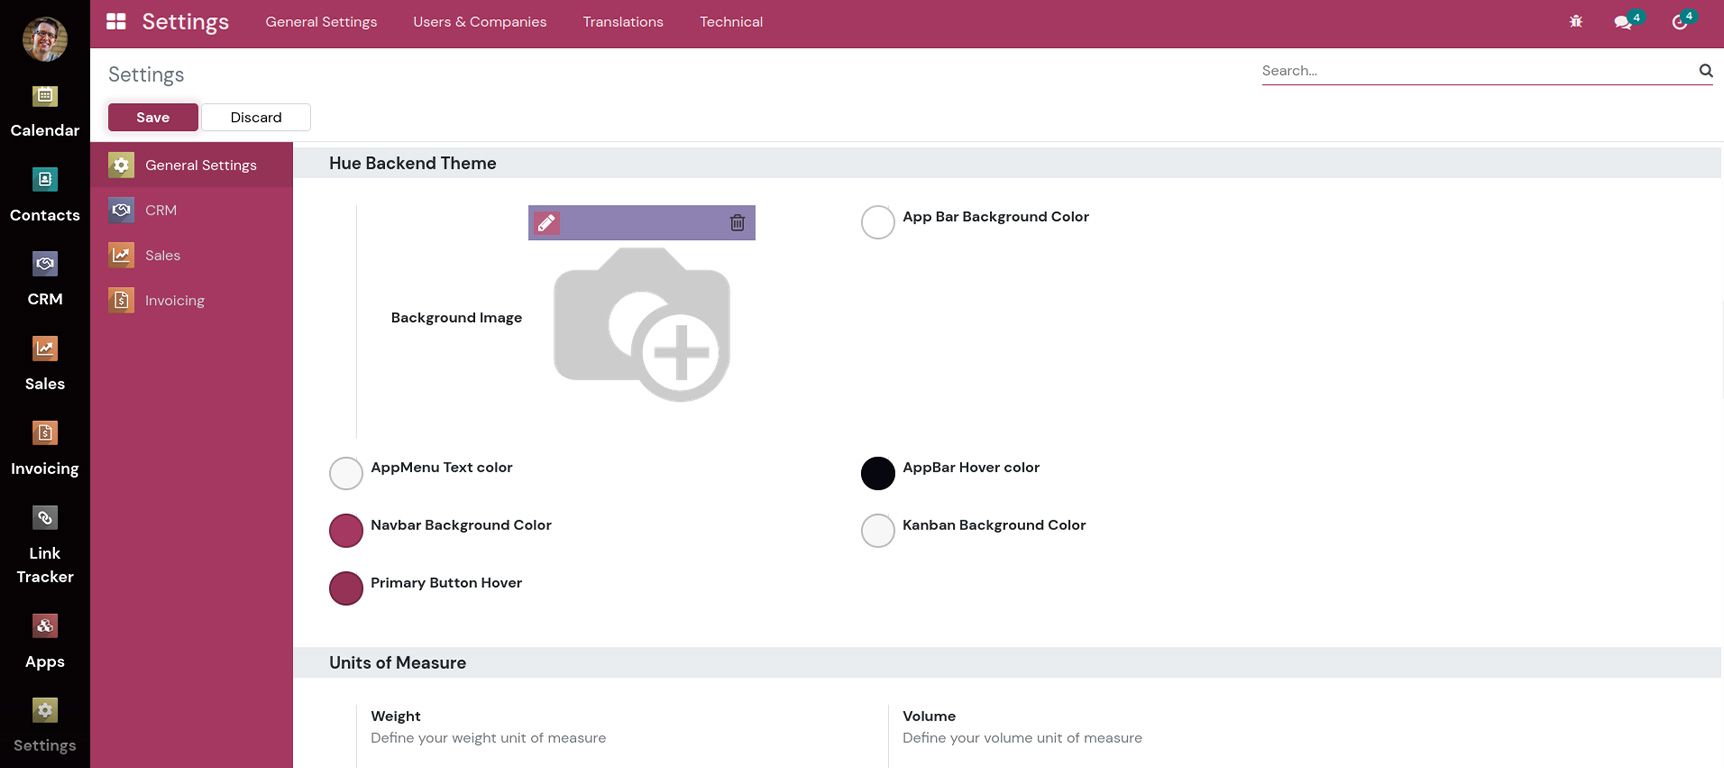 Settings
General Settings
Users & Companies
Translations
Technical
4
4
Settings
Search...
Save
Discard
Calendar
Contacts
CRM
Sales
Invoicing
Link
Tracker
Apps
Settings
General Settings
CRM
Sales
Invoicing
Hue Backend Theme
Background Image
App Bar Background Color
AppMenu Text color
AppBar Hover color
Navbar Background Color
Kanban Background Color
Primary Button Hover
Units of Measure
Weight
Define your weight unit of measure
Volume
Define your volume unit of measure